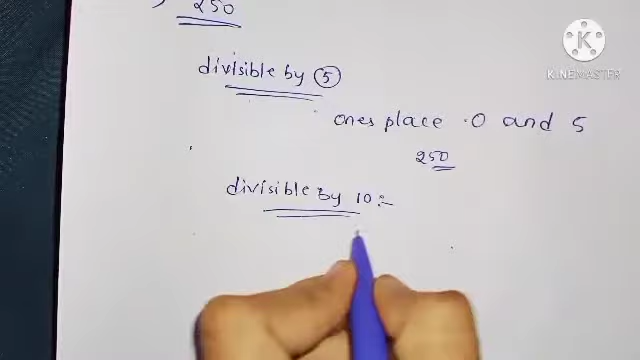 250
K
KINEMASTER
divisible by 5
ones place .0 and 5
250
divisible by 10 :-